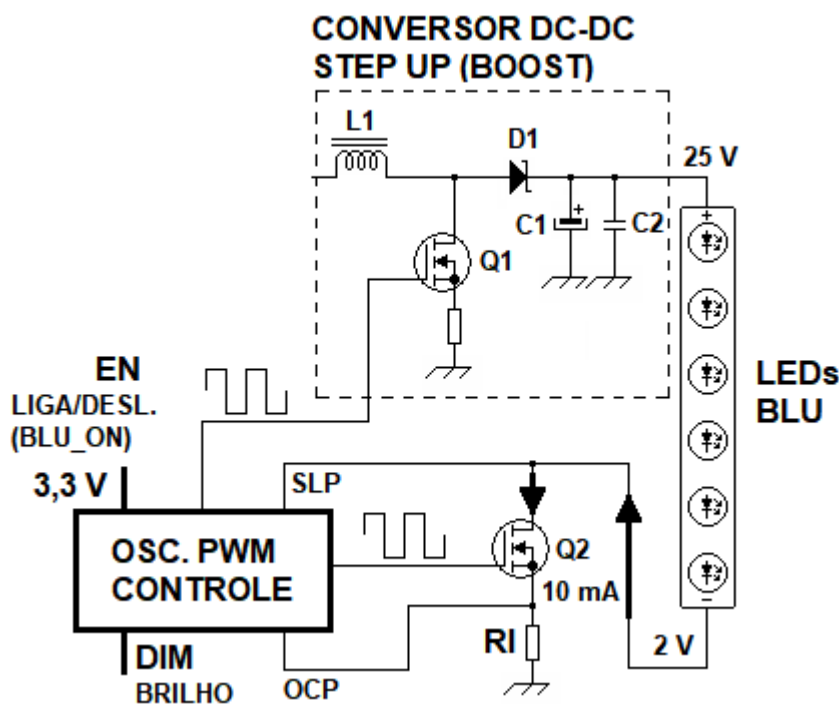 CONVERSOR DC-DC
STEP UP (BOOST)
L1
D1
25 V
+
C1
C2
+
Q1
EN
LIGA/DESL.
(BLU_ON)
3,3 V
LEDs
BLU
SLP
OSC. PWM
CONTROLE
Q2
10 mA
-
RI
2 V
DIM
BRILHO
OCP